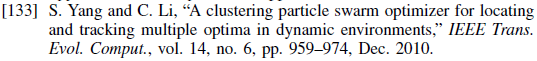 [133] S. Yang and C. Li, “A clustering particle swarm optimizer for locating
and tracking multiple optima in dynamic environments,” IEEE Trans.
Evol. Comput., vol. 14, no. 6, pp. 959–974, Dec. 2010.